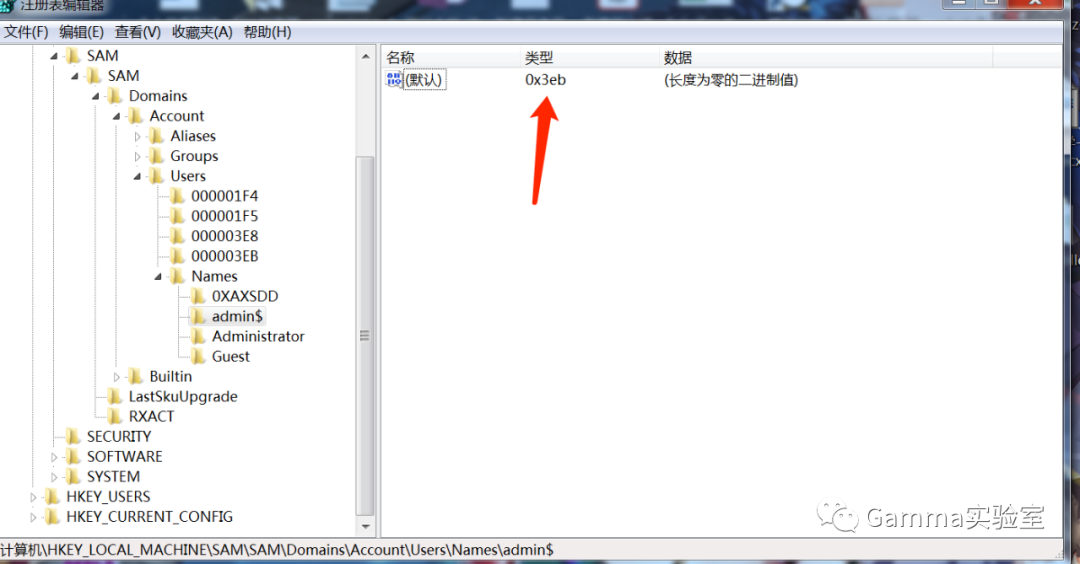 注册表编辑器
文件(F) 编辑(E) 查看(V) 收藏夹(A) 帮助(H)
SAM
SAM
Domains
Account
Aliases
Groups
Users
000001F4
000001F5
000003E8
000003EB
Names
0XAXSDD
admin$
Administrator
Guest
Builtin
LastSkuUpgrade
RXACT
SECURITY
SOFTWARE
SYSTEM
HKEY_USERS
HKEY_CURRENT_CONFIG
名称 类型 数据
(默认) 0x3eb (长度为零的二进制值)
Gamma实验室
计算机\HKEY_LOCAL_MACHINE\SAM\SAM\Domains\Account\Users\Names\admin$